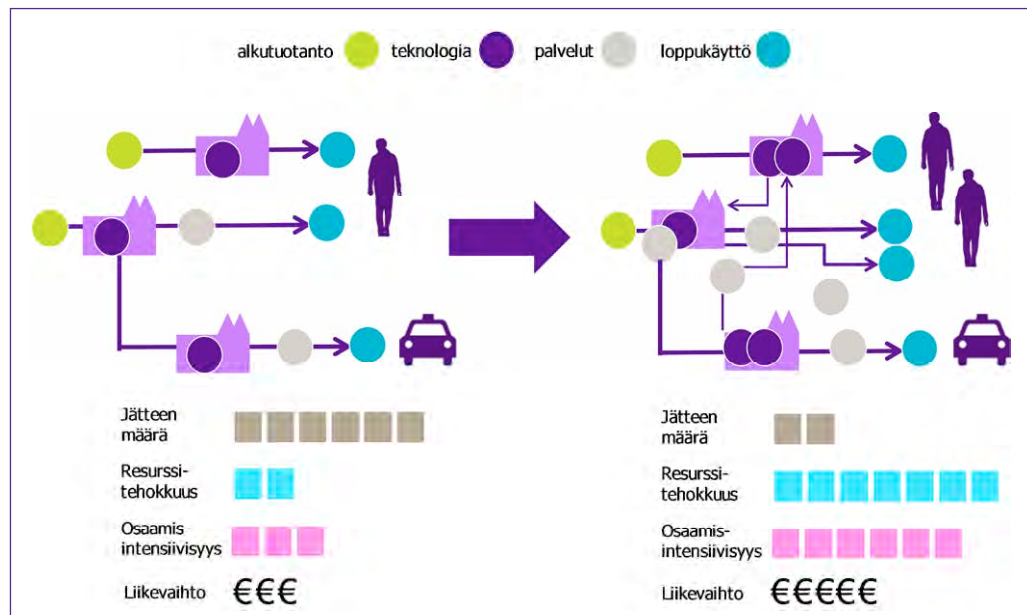 alkutuotanto teknologia palvelut loppukäyttö
Jätteen
määrä
Resurssi-
tehokkuus
Osaamis
intensiivisyys
Liikevaihto €€€
Jätteen
määrä
Resurssi-
tehokkuus
Osaamis-
intensiivisyys
Liikevaihto €€€€€